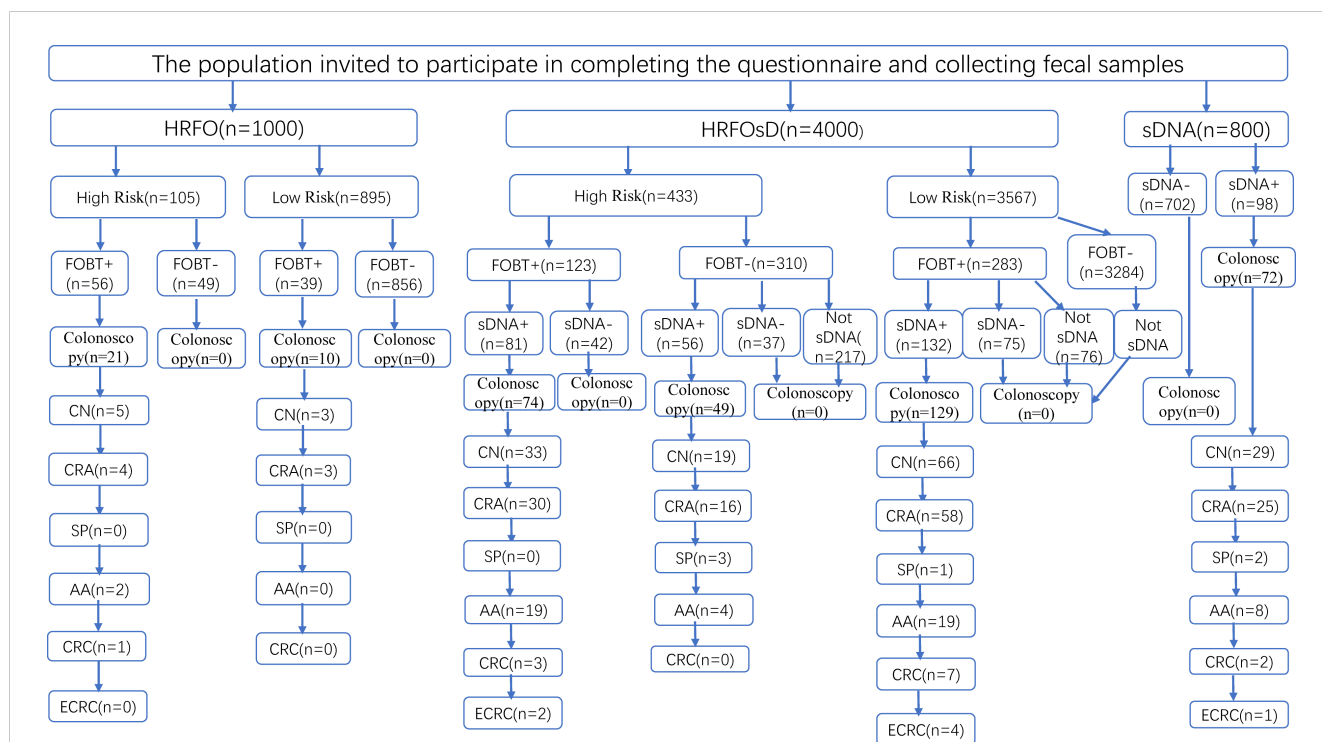 The population invited to participate in completing the questionnaire and collecting fecal samples
HRFO(n=1000)
HRFOsD(n=4000)
sDNA(n=800)
High Risk(n=105)
Low Risk(n=895)
High Risk(n=433)
Low Risk(n=3567)
sDNA-
(n=702)
sDNA+
(n=98)
FOBT+
(n=56)
FOBT-
(n=49)
FOBT+
(n=39)
FOBT-
(n=856)
FOBT+(n=123)
FOBT-(n=310)
FOBT+(n=283)
FOBT-
(n=3284)
Colonosc
opy(n=72)
Colonosco
py(n=21)
Colonosc
opy(n=0)
Colonosc
opy(n=10)
Colonosc
opy(n=0)
sDNA+
(n=81)
sDNA-
(n=42)
sDNA+
(n=56)
sDNA-
(n=37)
Not
sDNA(
n=217)
sDNA+
(n=132)
sDNA-
(n=75)
Not
sDNA
(n=76)
Not
sDNA
Colonosc
opy(n=74)
Colonosc
opy(n=0)
Colonosc
opy(n=49)
Colonoscopy
(n=0)
Colonosco
py(n=129)
Colonoscopy
(n=0)
Colonosc
opy(n=0)
CN(n=5)
CN(n=3)
CN(n=33)
CN(n=19)
CN(n=66)
CN(n=29)
CRA(n=4)
CRA(n=3)
CRA(n=30)
CRA(n=16)
CRA(n=58)
CRA(n=25)
SP(n=0)
SP(n=0)
SP(n=0)
SP(n=3)
SP(n=1)
SP(n=2)
AA(n=2)
AA(n=0)
AA(n=19)
AA(n=4)
AA(n=19)
AA(n=8)
CRC(n=1)
CRC(n=0)
CRC(n=3)
CRC(n=0)
CRC(n=7)
CRC(n=2)
ECRC(n=0)
ECRC(n=2)
ECRC(n=4)
ECRC(n=1)